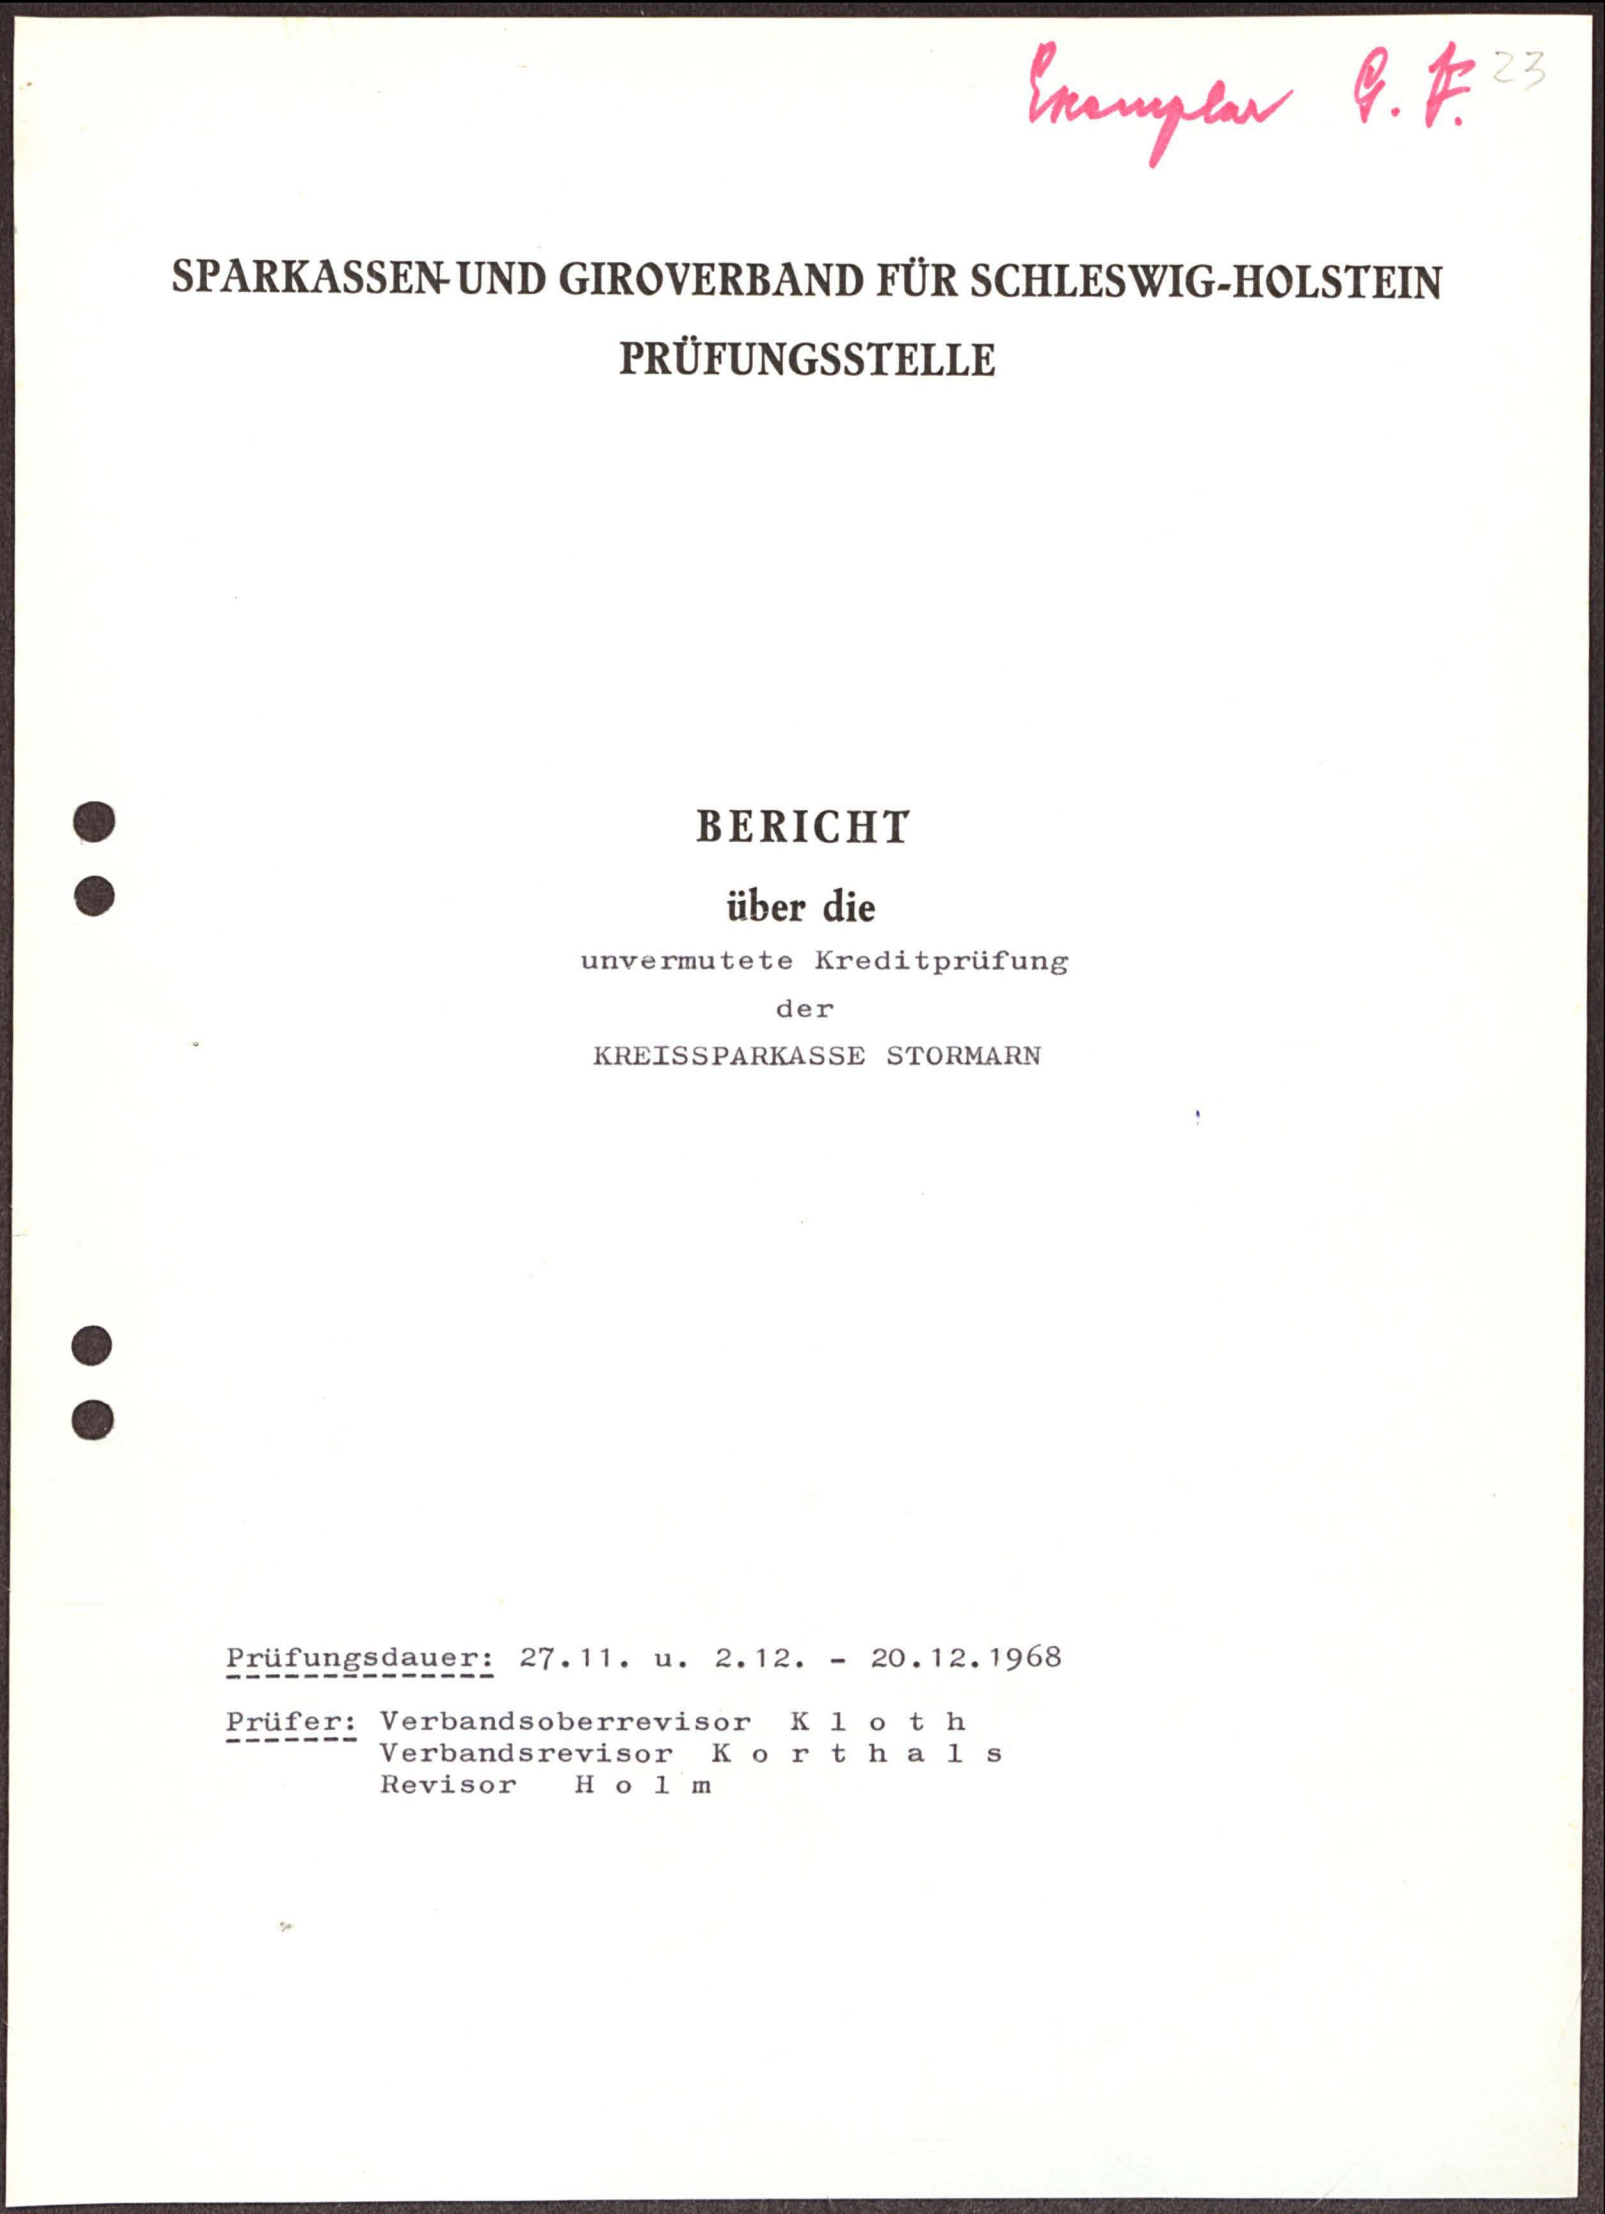 Exemplar G. F. 23
SPARKASSEN- UND GIROVERBAND FÜR SCHLESWIG-HOLSTEIN
PRÜFUNGSSTELLE
BERICHT
über die
unvermutete Kreditprüfung
der
KREISSPARKASSE STORMARN
Prüfungsdauer: 27.11. u. 2.12. - 20.12.1968
Prüfer: Verbandsoberrevisor K l o t h
Verbandsrevisor K o r t h a l s
Revisor H o l m